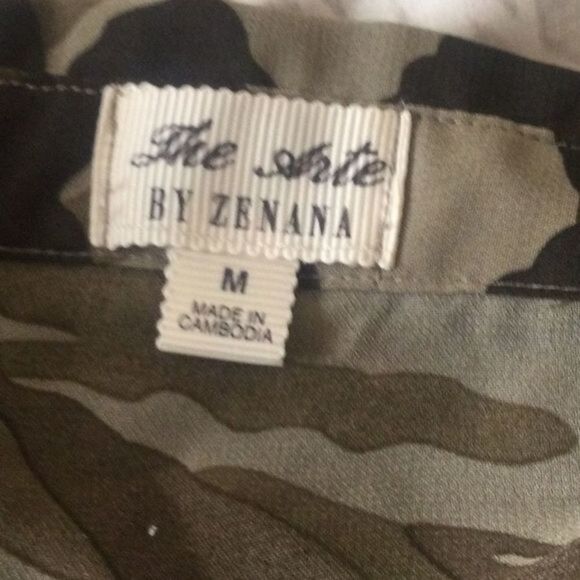 The Arte
BY ZENANA
M
MADE IN
CAMBODIA